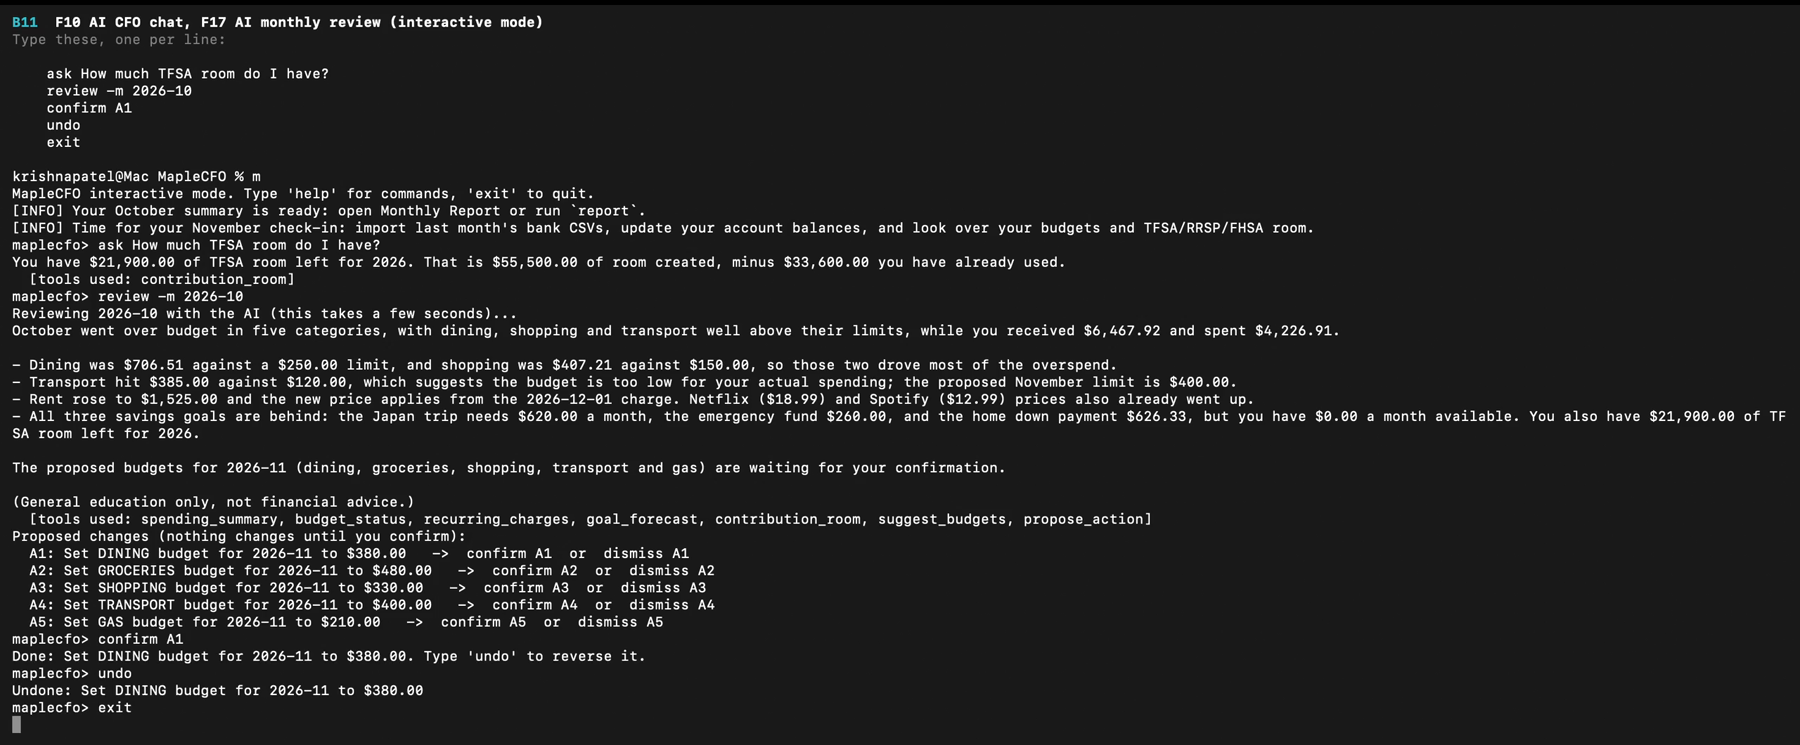 B11  F10 AI CFO chat, F17 AI monthly review (interactive mode)
Type these, one per line:
ask How much TFSA room do I have?
review -m 2026-10
confirm A1
undo
exit
krishnapatel@Mac MapleCFO % m
MapleCFO interactive mode. Type 'help' for commands, 'exit' to quit.
[INFO] Your October summary is ready: open Monthly Report or run `report`.
[INFO] Time for your November check-in: import last month's bank CSVs, update your account balances, and look over your budgets and TFSA/RRSP/FHSA room.
maplecfo> ask How much TFSA room do I have?
You have $21,900.00 of TFSA room left for 2026. That is $55,500.00 of room created, minus $33,600.00 you have already used.
[tools used: contribution_room]
maplecfo> review -m 2026-10
Reviewing 2026-10 with the AI (this takes a few seconds)...
October went over budget in five categories, with dining, shopping and transport well above their limits, while you received $6,467.92 and spent $4,226.91.
- Dining was $706.51 against a $250.00 limit, and shopping was $407.21 against $150.00, so those two drove most of the overspend.
- Transport hit $385.00 against $120.00, which suggests the budget is too low for your actual spending; the proposed November limit is $400.00.
- Rent rose to $1,525.00 and the new price applies from the 2026-12-01 charge. Netflix ($18.99) and Spotify ($12.99) prices also already went up.
- All three savings goals are behind: the Japan trip needs $620.00 a month, the emergency fund $260.00, and the home down payment $626.33, but you have $0.00 a month available. You also have $21,900.00 of TF
SA room left for 2026.
The proposed budgets for 2026-11 (dining, groceries, shopping, transport and gas) are waiting for your confirmation.
(General education only, not financial advice.)
[tools used: spending_summary, budget_status, recurring_charges, goal_forecast, contribution_room, suggest_budgets, propose_action]
Proposed changes (nothing changes until you confirm):
A1: Set DINING budget for 2026-11 to $380.00   ->  confirm A1  or  dismiss A1
A2: Set GROCERIES budget for 2026-11 to $480.00   ->  confirm A2  or  dismiss A2
A3: Set SHOPPING budget for 2026-11 to $330.00   ->  confirm A3  or  dismiss A3
A4: Set TRANSPORT budget for 2026-11 to $400.00   ->  confirm A4  or  dismiss A4
A5: Set GAS budget for 2026-11 to $210.00   ->  confirm A5  or  dismiss A5
maplecfo> confirm A1
Done: Set DINING budget for 2026-11 to $380.00. Type 'undo' to reverse it.
maplecfo> undo
Undone: Set DINING budget for 2026-11 to $380.00
maplecfo> exit